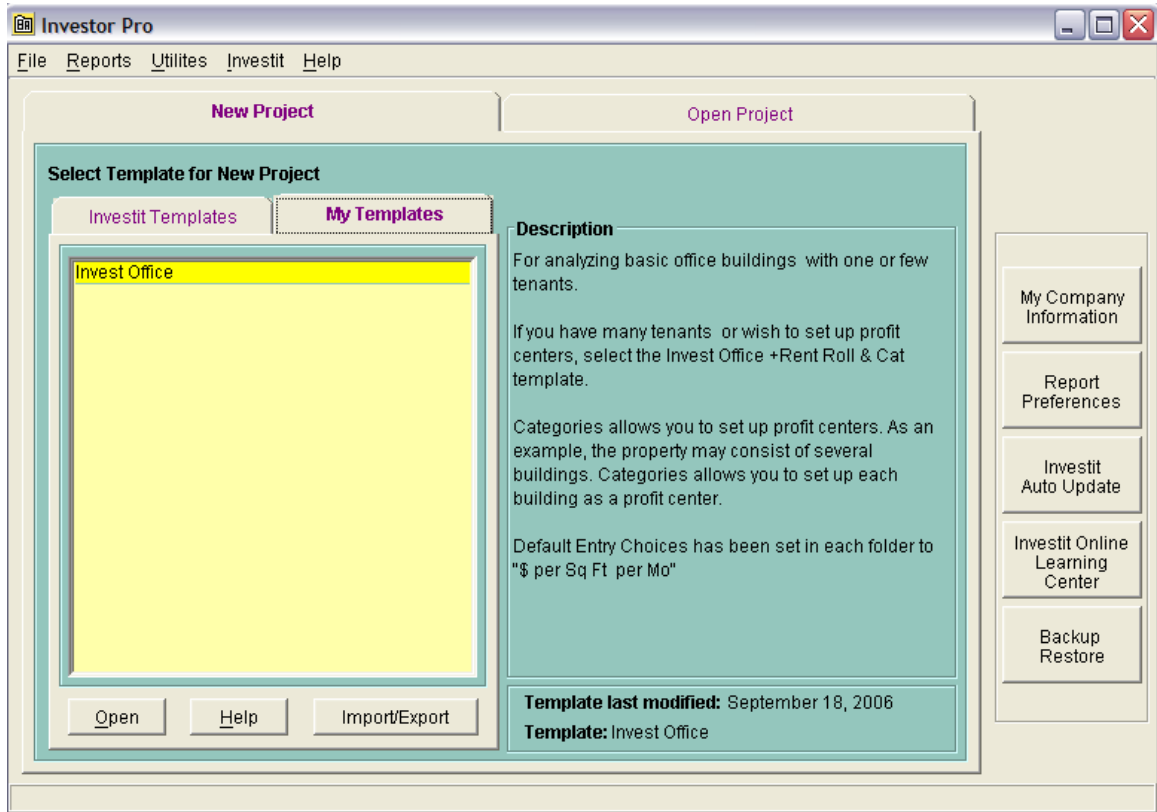 Investor Pro
File Reports Utilites Investit Help
New Project
Open Project
Select Template for New Project
Investit Templates
My Templates
Invest Office
Description
For analyzing basic office buildings with one or few
tenants.
If you have many tenants or wish to set up profit
centers, select the Invest Office +Rent Roll & Cat
template.
Categories allows you to set up profit centers. As an
example, the property may consist of several
buildings. Categories allows you to set up each
building as a profit center.
Default Entry Choices has been set in each folder to
"$ per Sq Ft per Mo"
Template last modified: September 18, 2006
Template: Invest Office
Open
Help
Import/Export
My Company
Information
Report
Preferences
Investit
Auto Update
Investit Online
Learning
Center
Backup
Restore